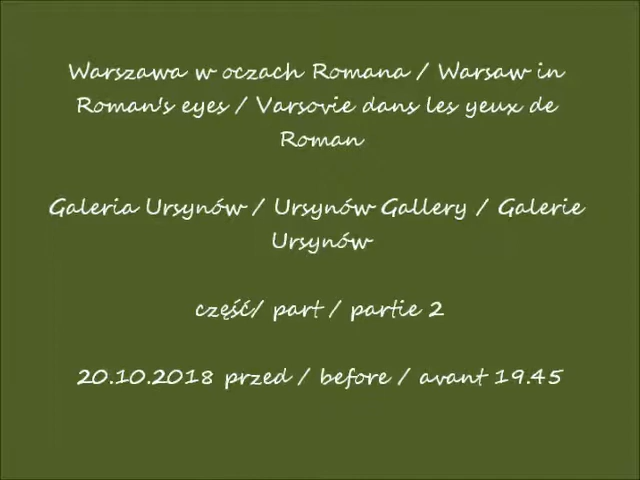 Warszawa w oczach Romana / Warsaw in
Roman's eyes / Varsovie dans les yeux de
Roman
Galeria Ursynów / Ursynów Gallery / Galerie
Ursynów
część/ part / partie 2
20.10.2018 przed / before / avant 19.45